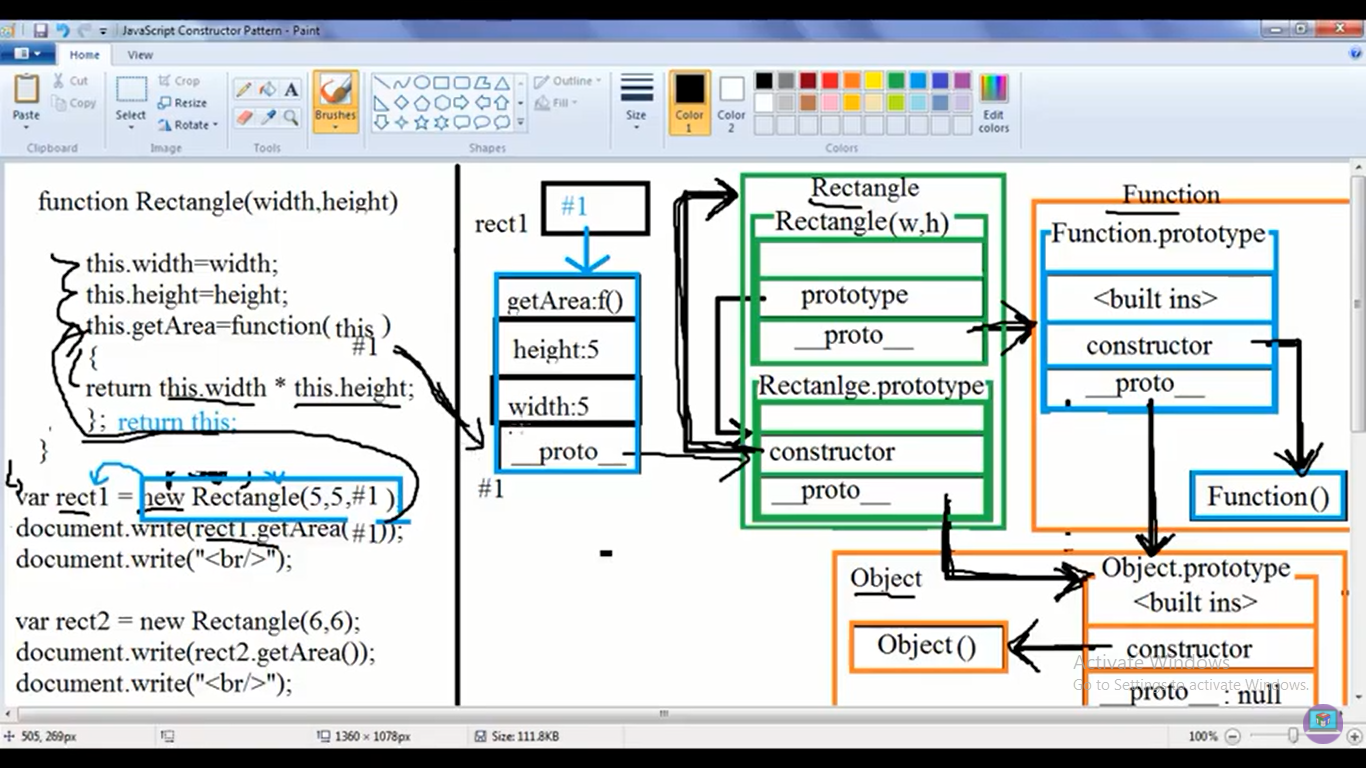 JavaScript Constructor Pattern - Paint
Home View
Paste
Cut
Copy
Clipboard
Select
Crop
Resize
Rotate
Image
A
Tools
Brushes
Shapes
Outline
Fill
Size
Color 1
Color 2
Edit colors
Colors
function Rectangle(width,height)
this.width=width;
this.height=height;
this.getArea=function( this )
#1
{
return this.width * this.height;
}; return this;
}
var rect1 = new Rectangle(5,5,#1 )
document.write(rect1.getArea(#1));
document.write("<br/>");
var rect2 = new Rectangle(6,6);
document.write(rect2.getArea());
document.write("<br/>");
rect1
#1
getArea:f()
height:5
width:5
__proto__
#1
Rectangle
Rectangle(w,h)
prototype
__proto__
Rectanlge.prototype
constructor
__proto__
Function
Function.prototype
<built ins>
constructor
__proto__
Function()
Object
Object()
Object.prototype
<built ins>
constructor
__proto__ : null
Activate Windows
Go to Settings to activate Windows.
505, 269px
1360 × 1078px
Size: 111.8KB
100%